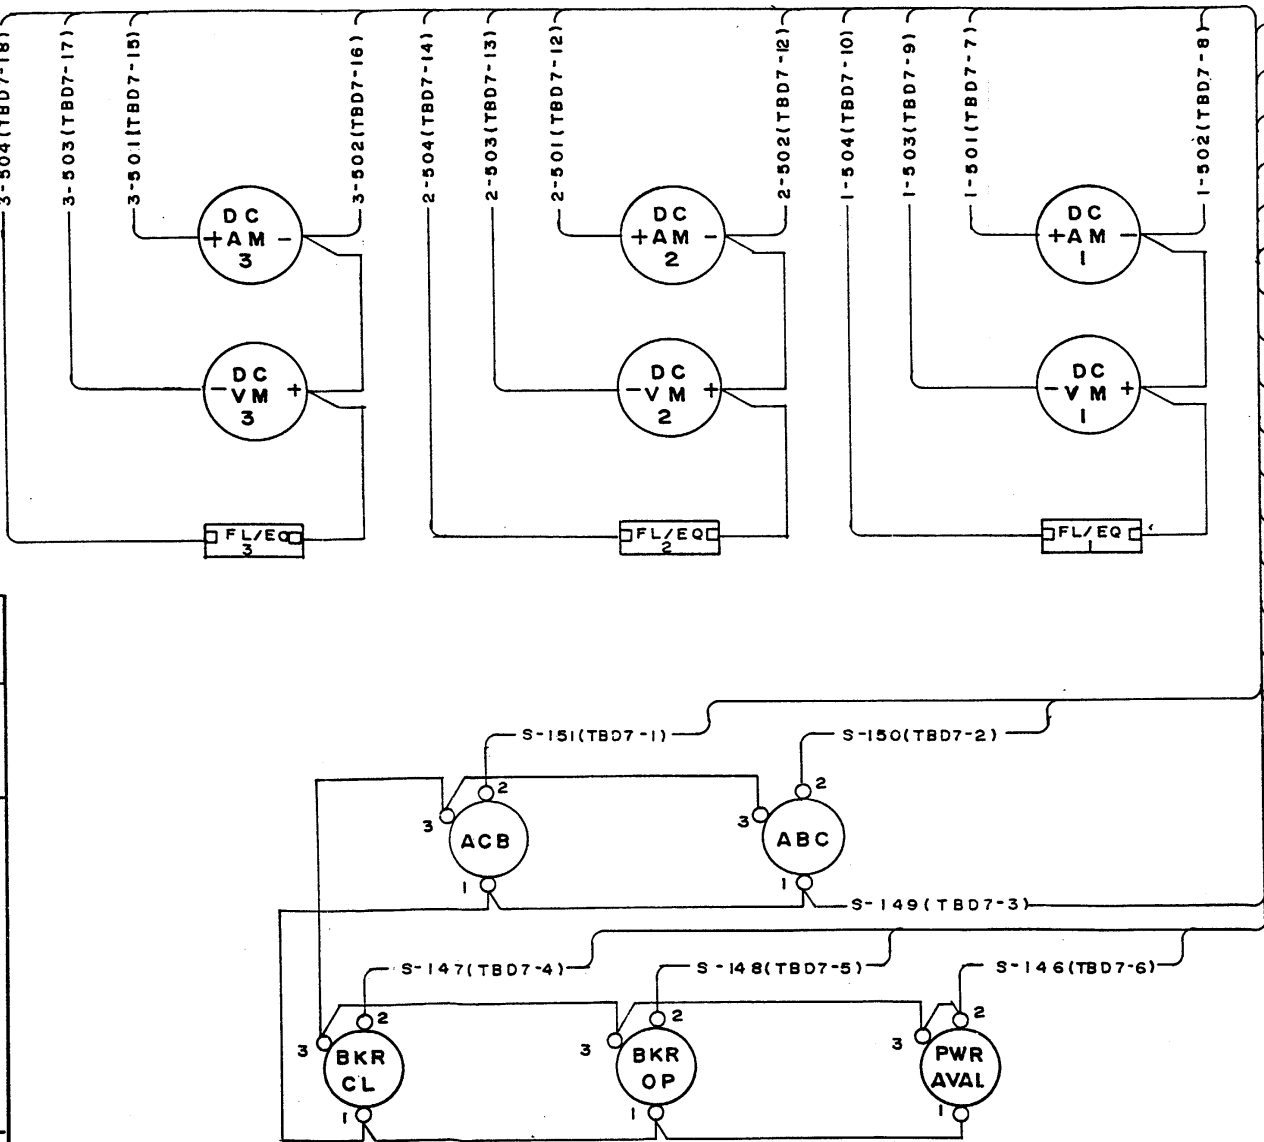 3-504(TBD7-18)
3-503(TBD7-17)
3-501(TBD7-15)
3-502(TBD7-16)
2-504(TBD7-14)
2-503(TBD7-13)
2-501(TBD7-12)
2-502(TBD7-12)
1-504(TBD7-10)
1-503(TBD7-9)
1-501(TBD7-7)
1-502(TBD7-8)
DC
+AM-
3
DC
+AM-
2
DC
+AM-
1
DC
-VM+
3
DC
-VM+
2
DC
-VM+
1
FL/EQ
3
FL/EQ
2
FL/EQ
1
S-151(TBD7-1)
S-150(TBD7-2)
2
3
ACB
1
2
3
ABC
1
S-149(TBD7-3)
S-147(TBD7-4)
S-148(TBD7-5)
S-146(TBD7-6)
2
3
BKR
CL
1
2
3
BKR
OP
1
2
3
PWR
AVAL
1